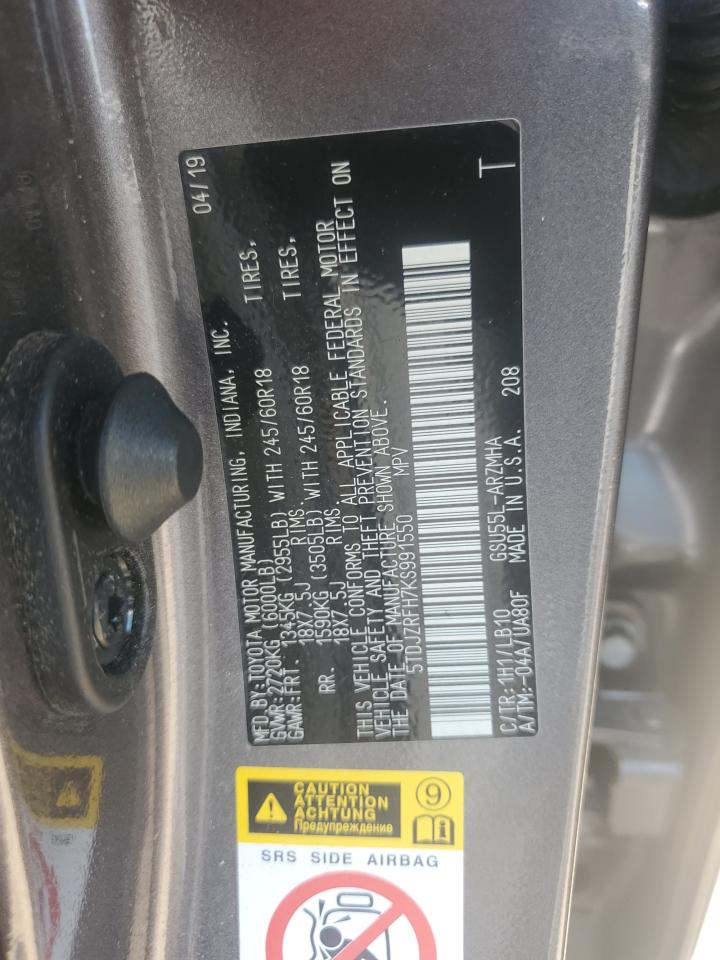 MFD. BY:TOYOTA MOTOR MANUFACTURING, INDIANA, INC. 04/19
GVWR:2720KG(6000LB)
GAWR:FRT. 1345KG (2955LB) WITH 245/60R18 TIRES,
18X7.5J RIMS
RR. 1590KG (3505LB) WITH 245/60R18 TIRES,
18X7.5J RIMS
THIS VEHICLE CONFORMS TO ALL APPLICABLE FEDERAL MOTOR
VEHICLE SAFETY AND THEFT PREVENTION STANDARDS IN EFFECT ON
THE DATE OF MANUFACTURE SHOWN ABOVE.
5TDJZRFH7KS991550 MPV
C/TR:1H1/LB10 GSU55L-ARZMHA T
A/TM:-04A/UA80F MADE IN U.S.A. 208
CAUTION
ATTENTION
ACHTUNG
Предупреждение
9
SRS SIDE AIRBAG